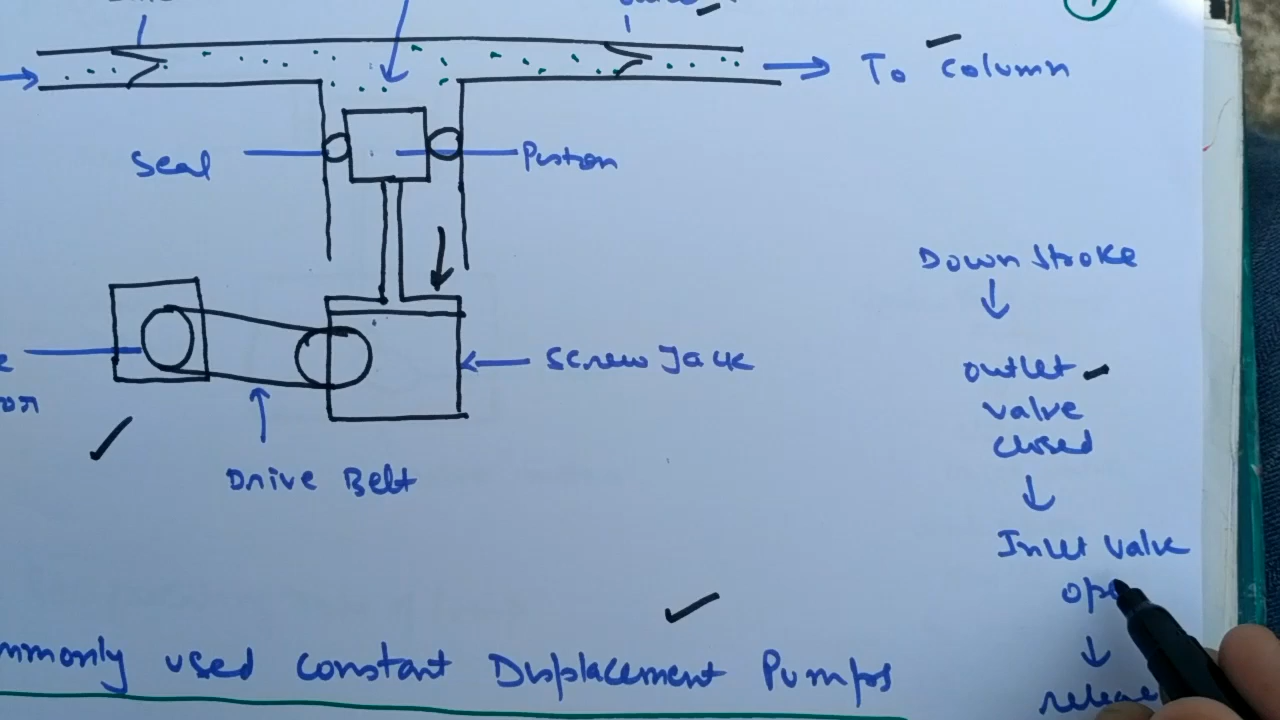 To column
Seal
Piston
Down Stroke
outlet
valve
closed
Screw Jack
Drive Belt
Inlet valve
commonly used constant Displacement Pumps